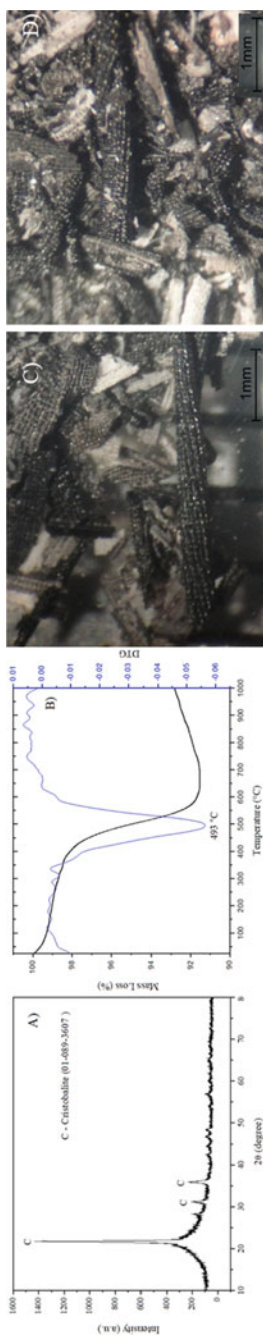 A)
C - Cristobalite (01-089-3607 )
C
C
C
Intensity (a.u.)
1600
1400
1200
1000
800
600
400
200
0
10
20
30
40
50
60
70
8
2θ (degree)
B)
Mass Loss (%)
100
98
96
94
92
90
100
200
300
400
500
600
700
800
900
1000
Temperature (°C)
493 °C
0.01
0.00
-0.01
-0.02
-0.03
-0.04
-0.05
-0.06
DTG
C)
1mm
D)
1mm